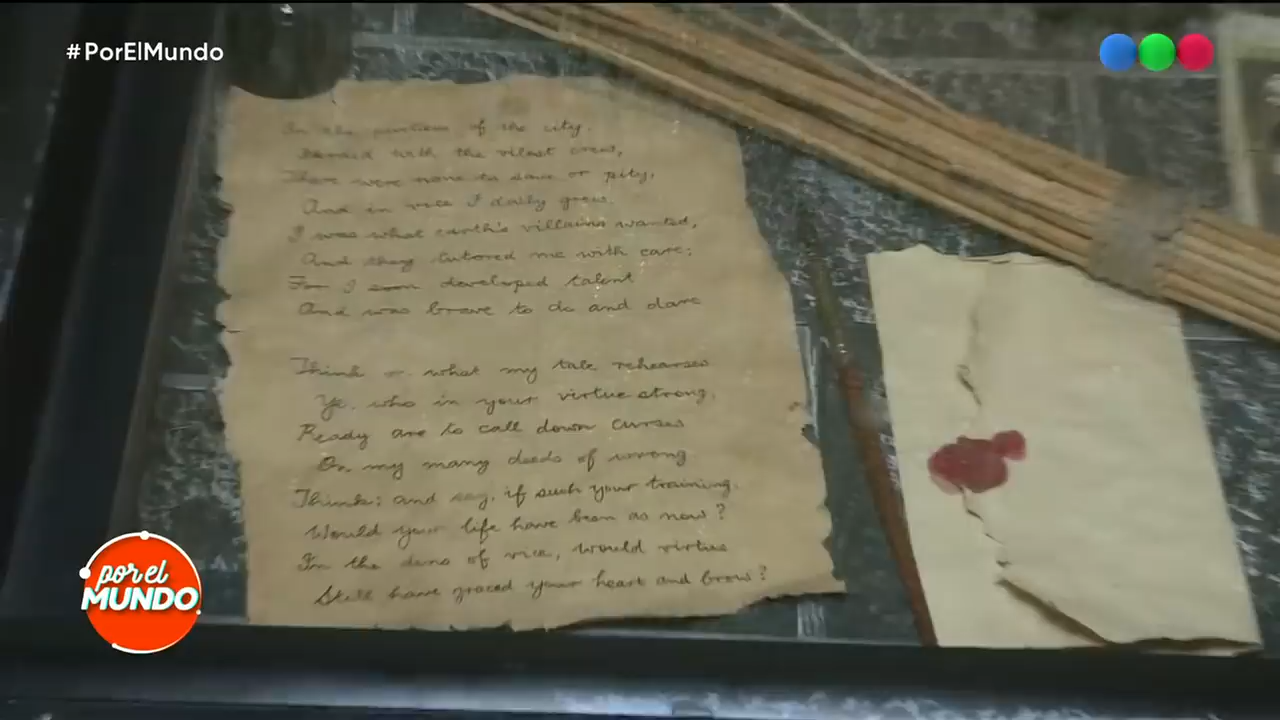 #PorElMundo
In the purlieus of the city,
Herded with the vilest crew,
There were none to save or pity,
And in vice I daily grew.
I was what earth's villains wanted,
And they tutored me with care;
For I soon developed talent
And was brave to do and dare
Think or what my tale rehearses
Ye, who in your virtue strong,
Ready are to call down curses
On my many deeds of wrong
Think; and say, if such your training,
Would your life have been as now?
In the dens of vice, would virtue
Still have graced your heart and brow?
por el
MUNDO